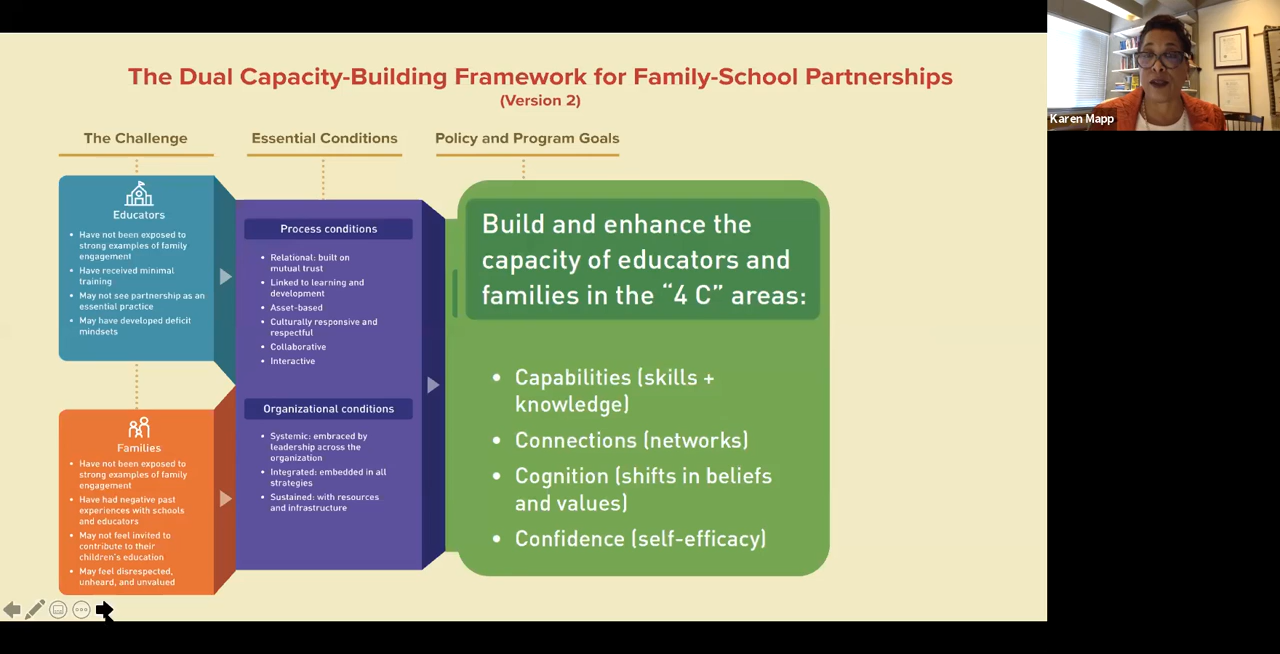 The Dual Capacity-Building Framework for Family-School Partnerships
(Version 2)
The Challenge
Essential Conditions
Policy and Program Goals
Educators
• Have not been exposed to
strong examples of family
engagement
• Have received minimal
training
• May not see partnership as an
essential practice
• May have developed deficit
mindsets
Families
• Have not been exposed to
strong examples of family
engagement
• Have had negative past
experiences with schools
and educators
• May not feel invited to
contribute to their
children's education
• May feel disrespected,
unheard, and unvalued
Process conditions
• Relational: built on
mutual trust
• Linked to learning and
development
• Asset-based
• Culturally responsive and
respectful
• Collaborative
• Interactive
Organizational conditions
• Systemic: embraced by
leadership across the
organization
• Integrated: embedded in all
strategies
• Sustained: with resources
and infrastructure
Build and enhance the
capacity of educators and
families in the “4 C” areas:
• Capabilities (skills +
knowledge)
• Connections (networks)
• Cognition (shifts in beliefs
and values)
• Confidence (self-efficacy)
Karen Mapp